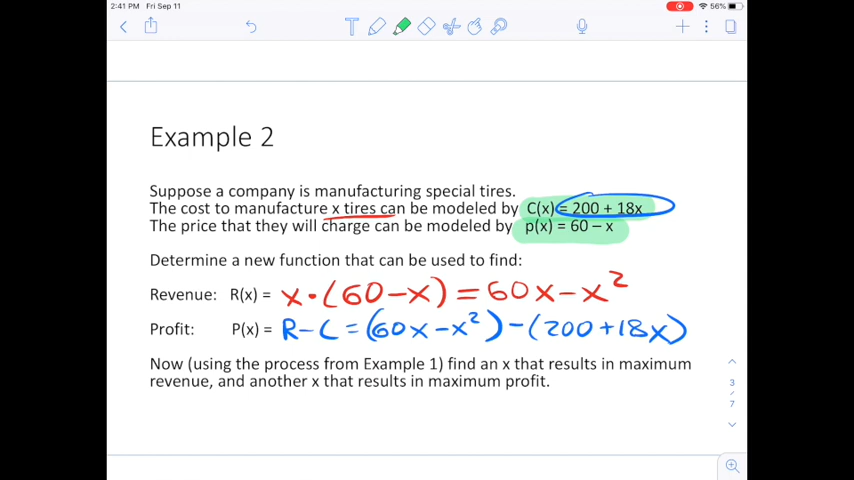 2:41 PM Fri Sep 11
56%
T
Example 2
Suppose a company is manufacturing special tires.
The cost to manufacture x tires can be modeled by C(x) = 200 + 18x
The price that they will charge can be modeled by p(x) = 60 – x
Determine a new function that can be used to find:
Revenue: R(x) = x·(60-x) = 60x-x²
Profit: P(x) = R-C = (60x-x²)-(200+18x)
Now (using the process from Example 1) find an x that results in maximum
revenue, and another x that results in maximum profit.
3
/
7